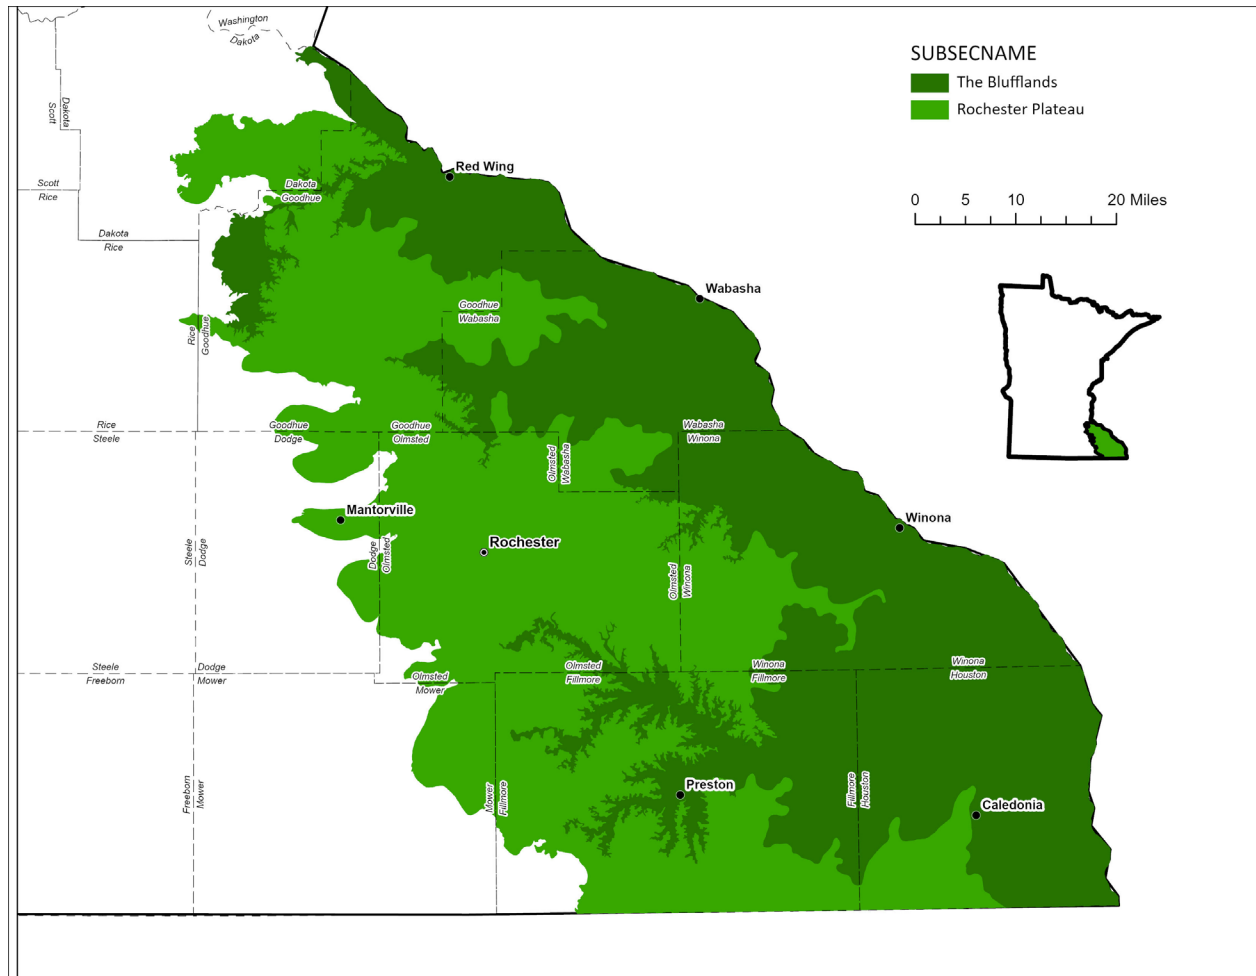 Washington
Dakota
SUBSECNAME
The Blufflands
Rochester Plateau
Dakota
Scott
Red Wing
Scott
Rice
Dakota
Goodhue
0 5 10 20 Miles
Dakota
Rice
Wabasha
Goodhue
Wabasha
Rice
Goodhue
Rice
Steele
Goodhue
Dodge
Goodhue
Olmsted
Wabasha
Winona
Olmsted
Wabasha
Mantorville
Winona
Rochester
Steele
Dodge
Dodge
Olmsted
Olmsted
Winona
Steele
Freeborn
Dodge
Mower
Olmsted
Mower
Olmsted
Fillmore
Winona
Fillmore
Winona
Houston
Freeborn
Mower
Mower
Fillmore
Preston
Fillmore
Houston
Caledonia